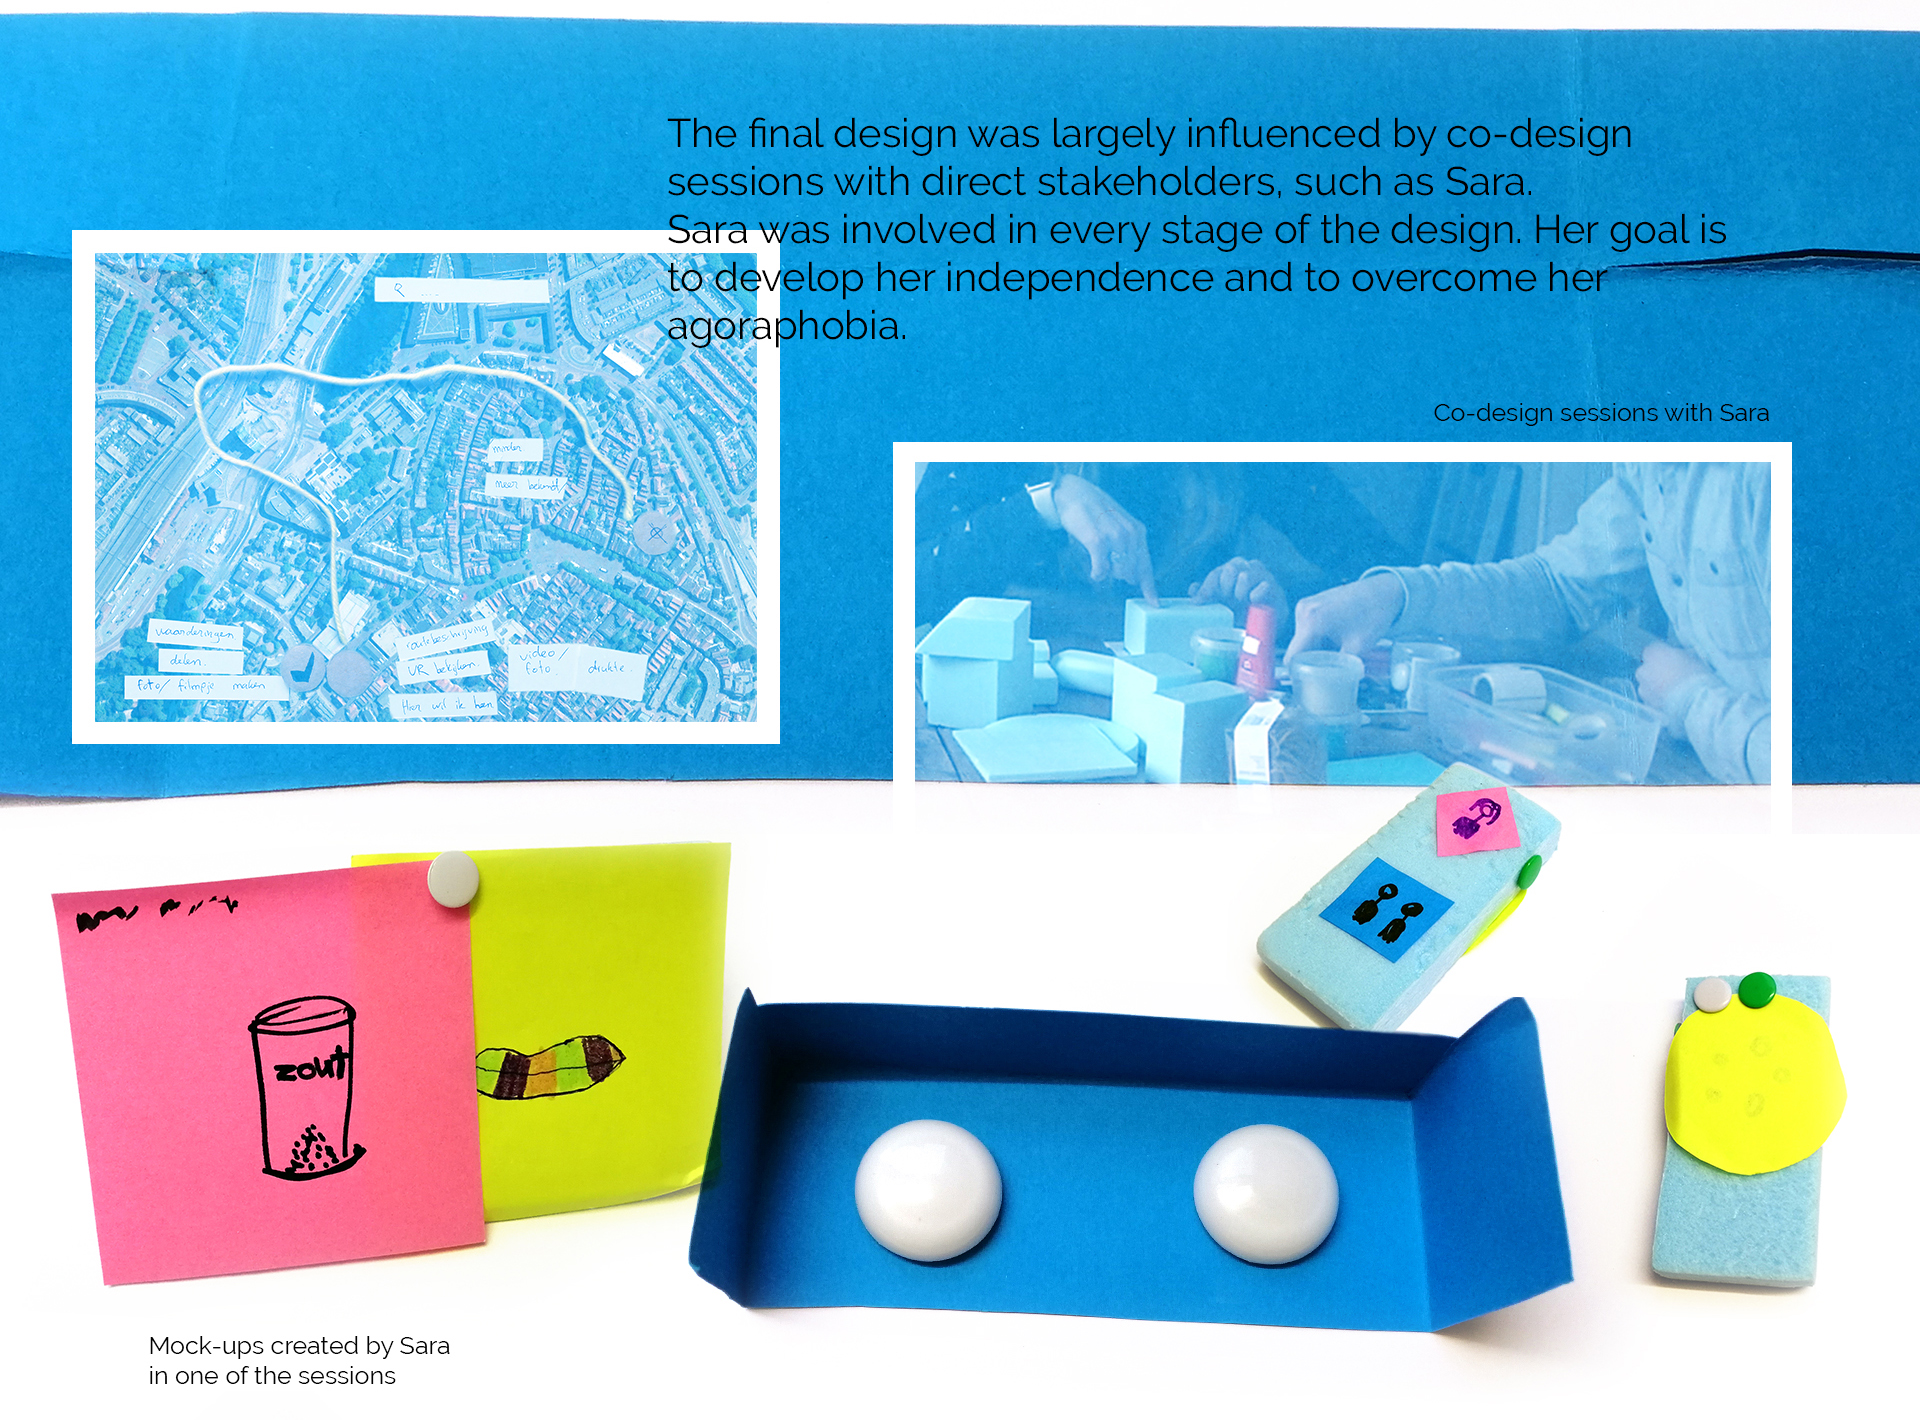 The final design was largely influenced by co-design
sessions with direct stakeholders, such as Sara.
Sara was involved in every stage of the design. Her goal is
to develop her independence and to overcome her
agoraphobia.
R
minder
meer bekend/
waarderingen
delen.
foto/ filmpje maken
routebeschrijving
VR bekijken.
Hier wil ik heen
video/
foto.
drukte.
Co-design sessions with Sara
zout
Mock-ups created by Sara
in one of the sessions